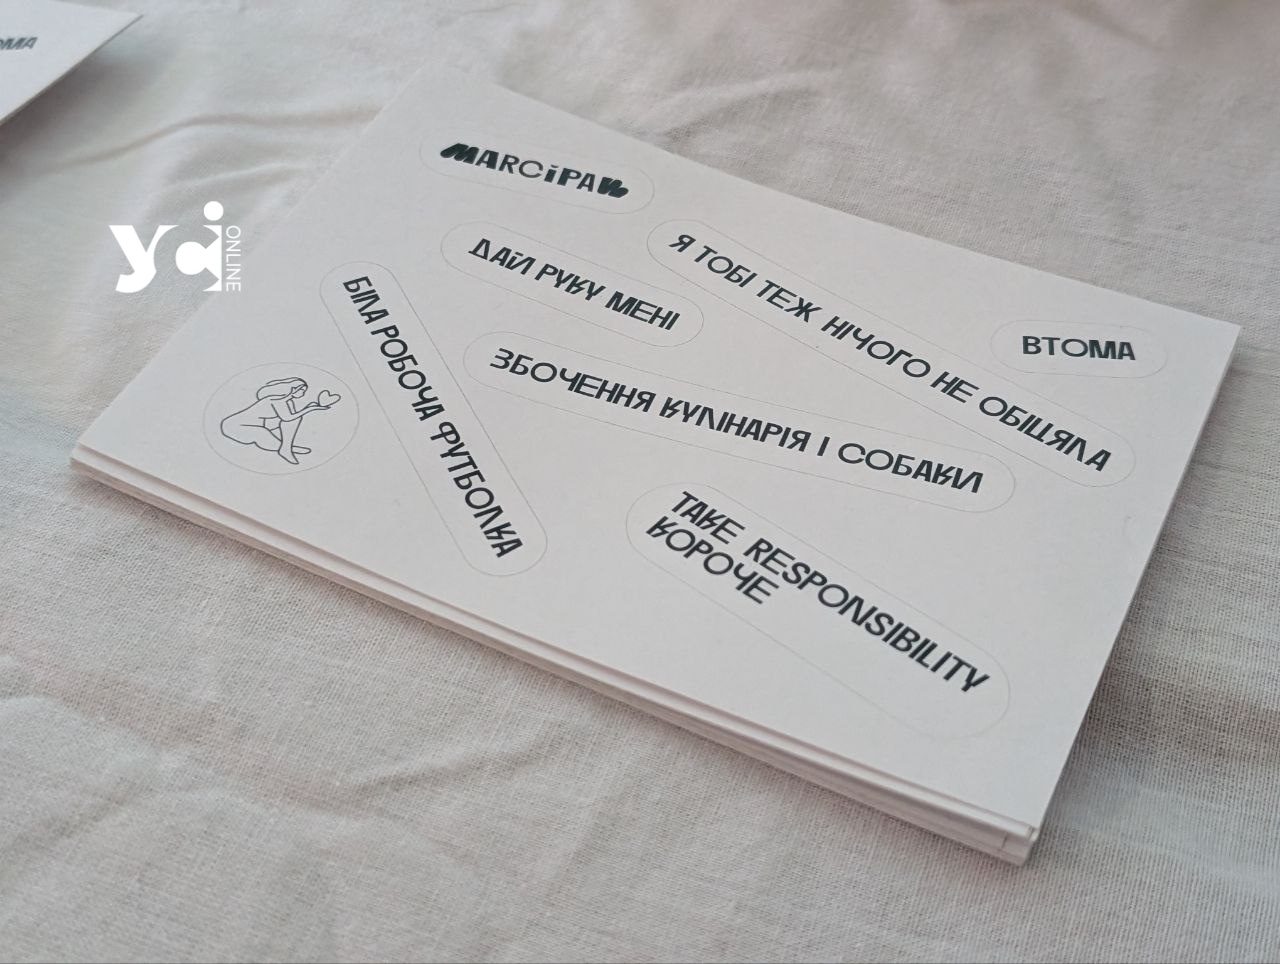 MARCIPAN
ДАЙ РУКУ МЕНІ
Я ТОБІ ТЕЖ НІЧОГО НЕ ОБІЦЯЛА
ВТОМА
БІЛА РОБОЧА ФУТБОЛКА
ЗБОЧЕННЯ КУЛІНАРІЯ І СОБАКИ
TAKE RESPONSIBILITY
КОРОЧЕ
усі
ONLINE